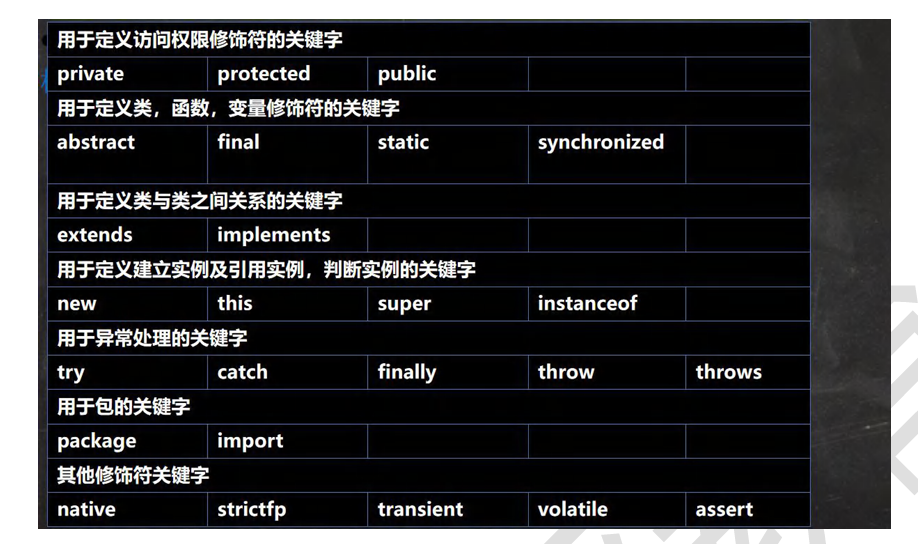 用于定义访问权限修饰符的关键字
private protected public
用于定义类，函数，变量修饰符的关键字
abstract final static synchronized
用于定义类与类之间关系的关键字
extends implements
用于定义建立实例及引用实例，判断实例的关键字
new this super instanceof
用于异常处理的关键字
try catch finally throw throws
用于包的关键字
package import
其他修饰符关键字
native strictfp transient volatile assert